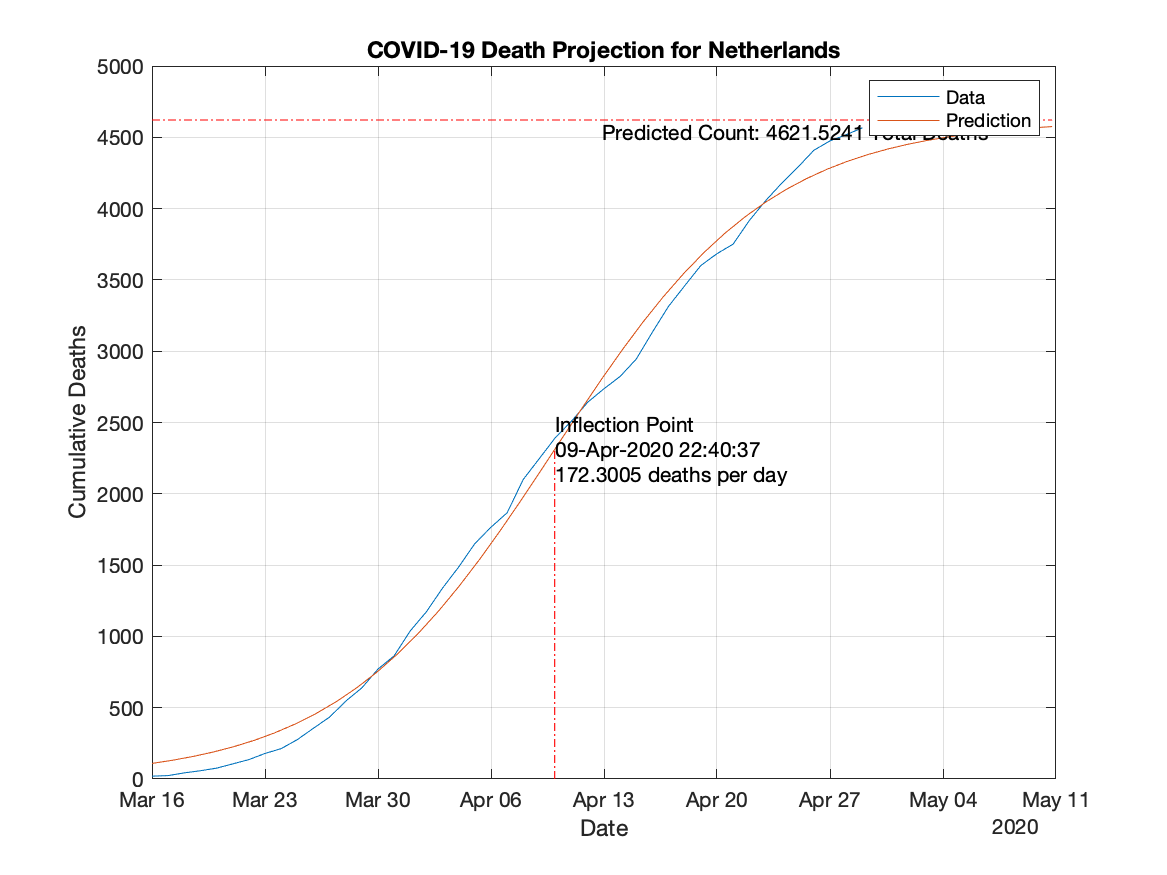 COVID-19 Death Projection for Netherlands
5000
4500
4000
3500
3000
2500
2000
1500
1000
500
0
Cumulative Deaths
Data
Prediction
Predicted Count: 4621.5241 Total Deaths
Inflection Point
09-Apr-2020 22:40:37
172.3005 deaths per day
Mar 16 Mar 23 Mar 30 Apr 06 Apr 13 Apr 20 Apr 27 May 04 May 11
Date
2020